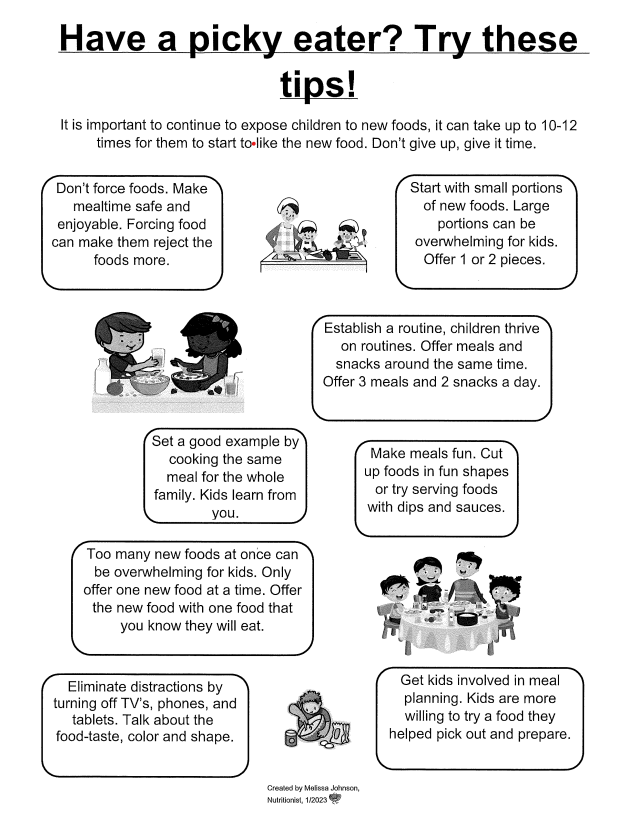 Have a picky eater? Try these
tips!
It is important to continue to expose children to new foods, it can take up to 10-12
times for them to start to like the new food. Don't give up, give it time.
Don't force foods. Make
mealtime safe and
enjoyable. Forcing food
can make them reject the
foods more.
Start with small portions
of new foods. Large
portions can be
overwhelming for kids.
Offer 1 or 2 pieces.
Establish a routine, children thrive
on routines. Offer meals and
snacks around the same time.
Offer 3 meals and 2 snacks a day.
Set a good example by
cooking the same
meal for the whole
family. Kids learn from
you.
Make meals fun. Cut
up foods in fun shapes
or try serving foods
with dips and sauces.
Too many new foods at once can
be overwhelming for kids. Only
offer one new food at a time. Offer
the new food with one food that
you know they will eat.
Eliminate distractions by
turning off TV's, phones, and
tablets. Talk about the
food-taste, color and shape.
Get kids involved in meal
planning. Kids are more
willing to try a food they
helped pick out and prepare.
Created by Melissa Johnson,
Nutritionist, 1/2023